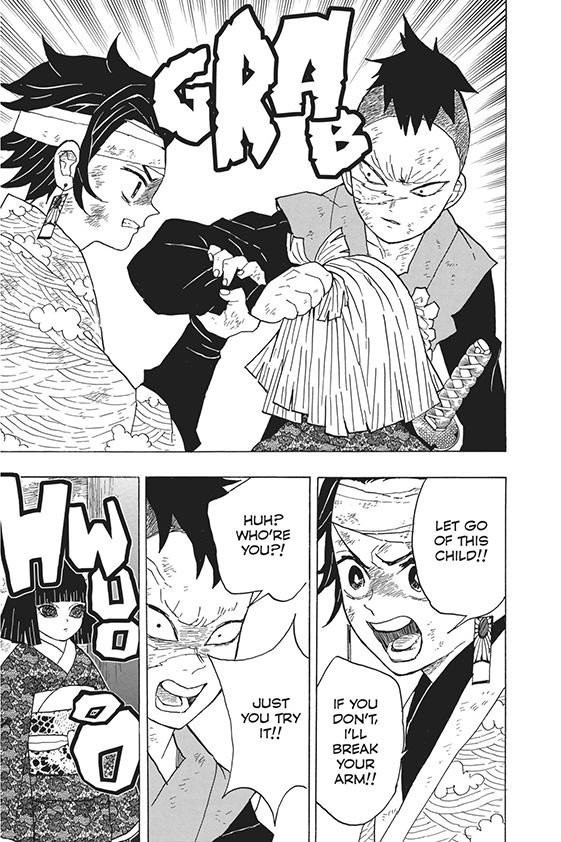 GRAB
LET GO
OF THIS
CHILD!!
IF YOU
DON'T,
I'LL
BREAK
YOUR
ARM!!
HUH?
WHO'RE
YOU?!
JUST
YOU TRY
IT!!
HWOOO